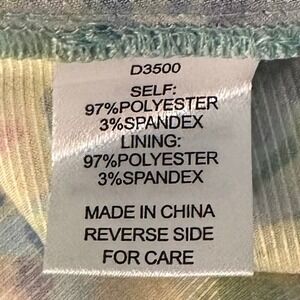 D3500
SELF:
97%POLYESTER
3%SPANDEX
LINING:
97%POLYESTER
3%SPANDEX
MADE IN CHINA
REVERSE SIDE
FOR CARE